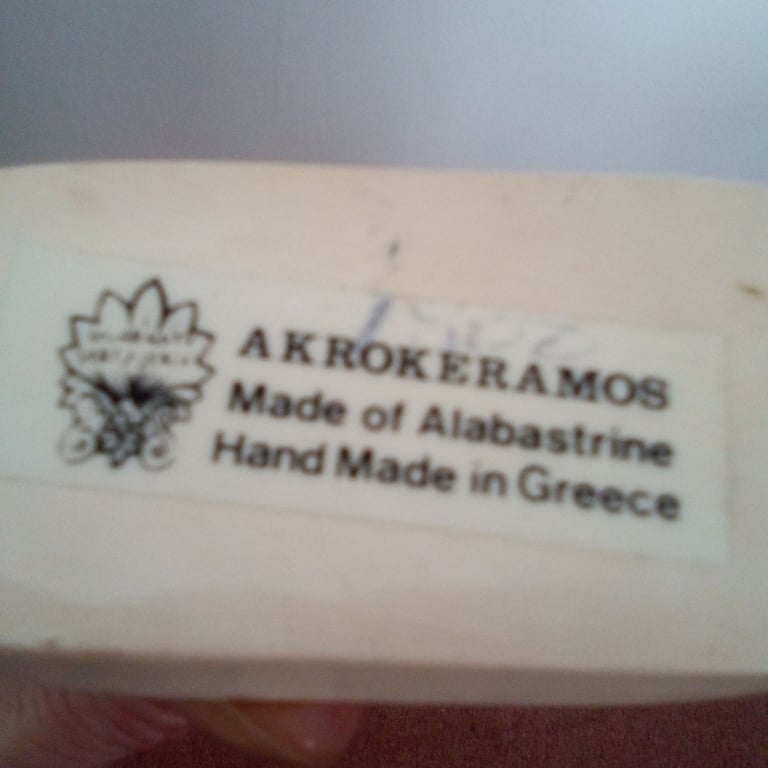 AKROKERAMOS
Made of Alabastrine
Hand Made in Greece